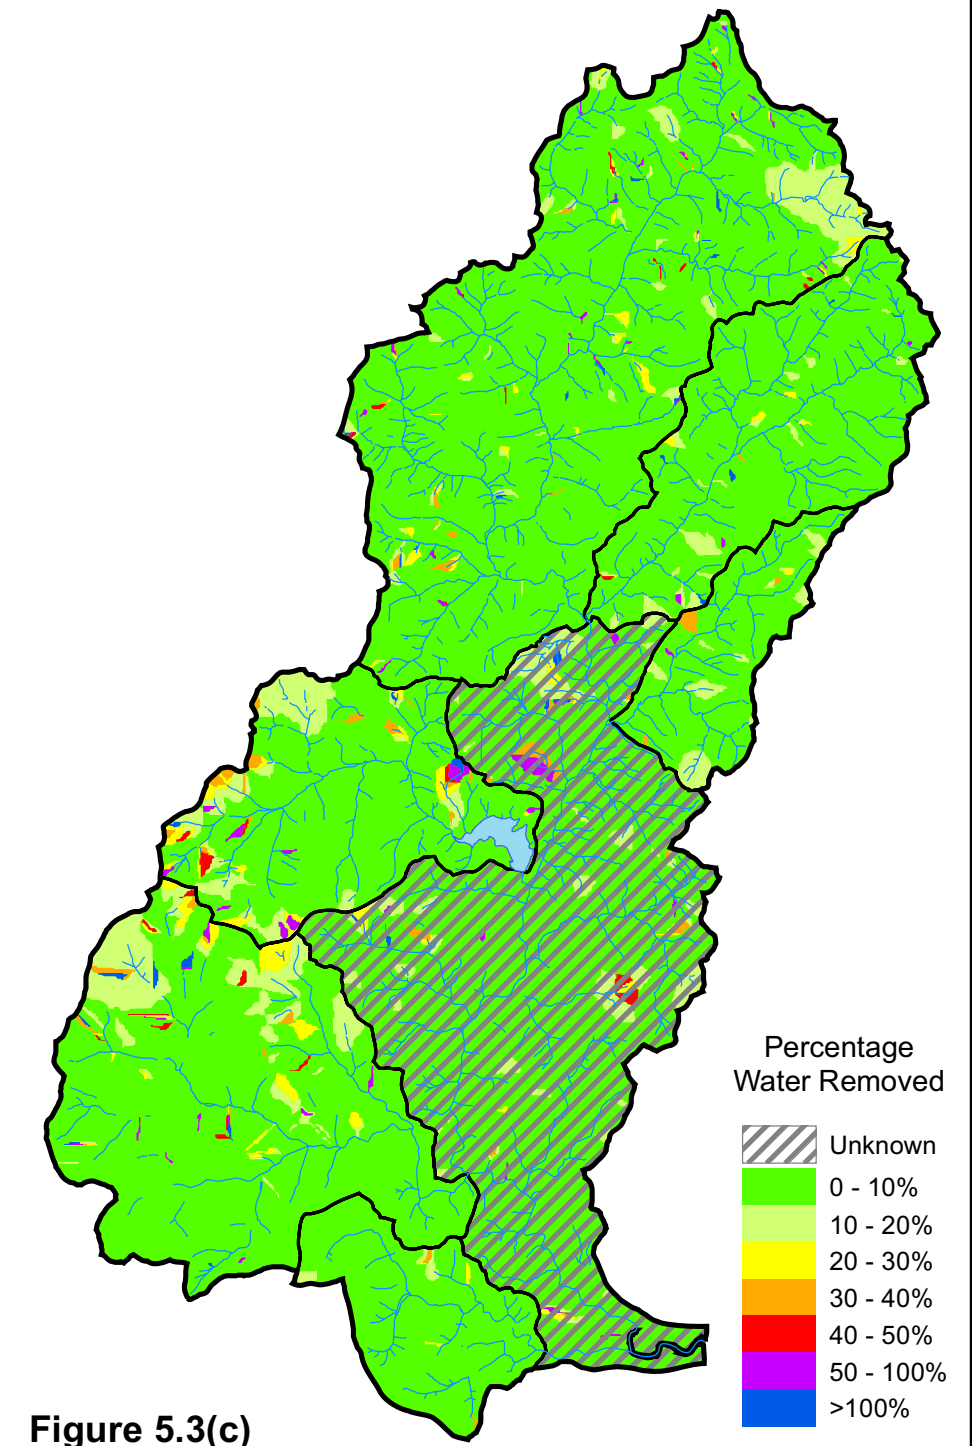 Percentage
Water Removed
Unknown
0 - 10%
10 - 20%
20 - 30%
30 - 40%
40 - 50%
50 - 100%
>100%
Figure 5.3(c)